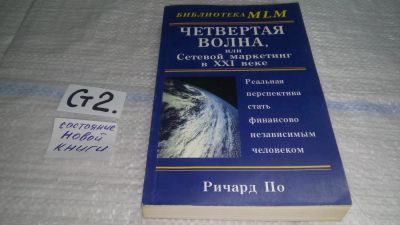 БИБЛИОТЕКА MLM
ЧЕТВЕРТАЯ
ВОЛНА,
или
Сетевой маркетинг
в XXI веке
Реальная
перспектива
стать
финансово
независимым
человеком
Ричард По
Ст2.
состояние
новой
книги